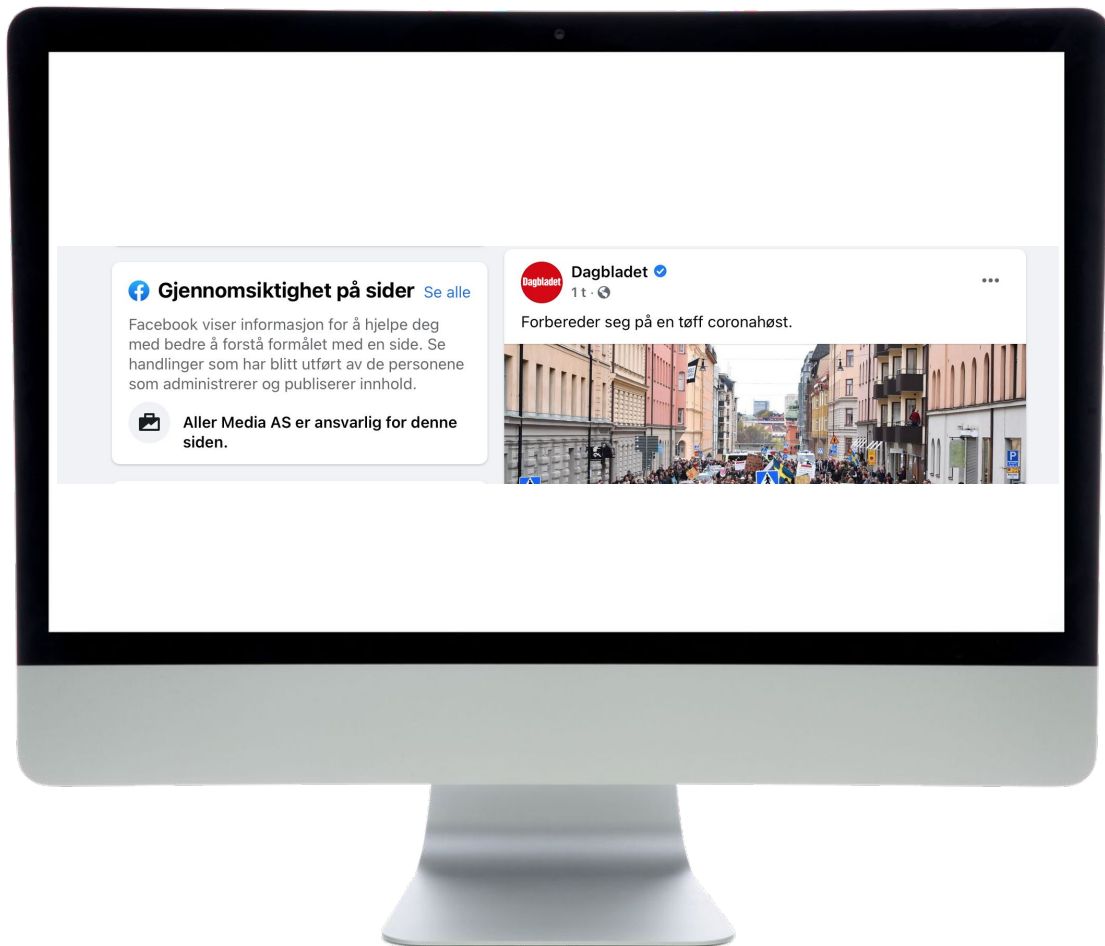 Gjennomsiktighet på sider Se alle
Facebook viser informasjon for å hjelpe deg
med bedre å forstå formålet med en side. Se
handlinger som har blitt utført av de personene
som administrerer og publiserer innhold.
Aller Media AS er ansvarlig for denne
siden.
Dagbladet
Dagbladet
1 t
Forbereder seg på en tøff coronahøst.
P